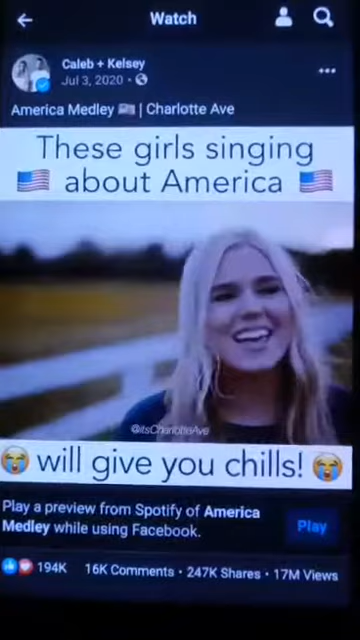 Watch
Caleb + Kelsey
Jul 3, 2020 ·
America Medley 🇺🇸 | Charlotte Ave
These girls singing
🇺🇸 about America 🇺🇸
@itsCharlotteAve
😭 will give you chills! 😭
Play a preview from Spotify of America
Medley while using Facebook.
Play
194K 16K Comments · 247K Shares · 17M Views